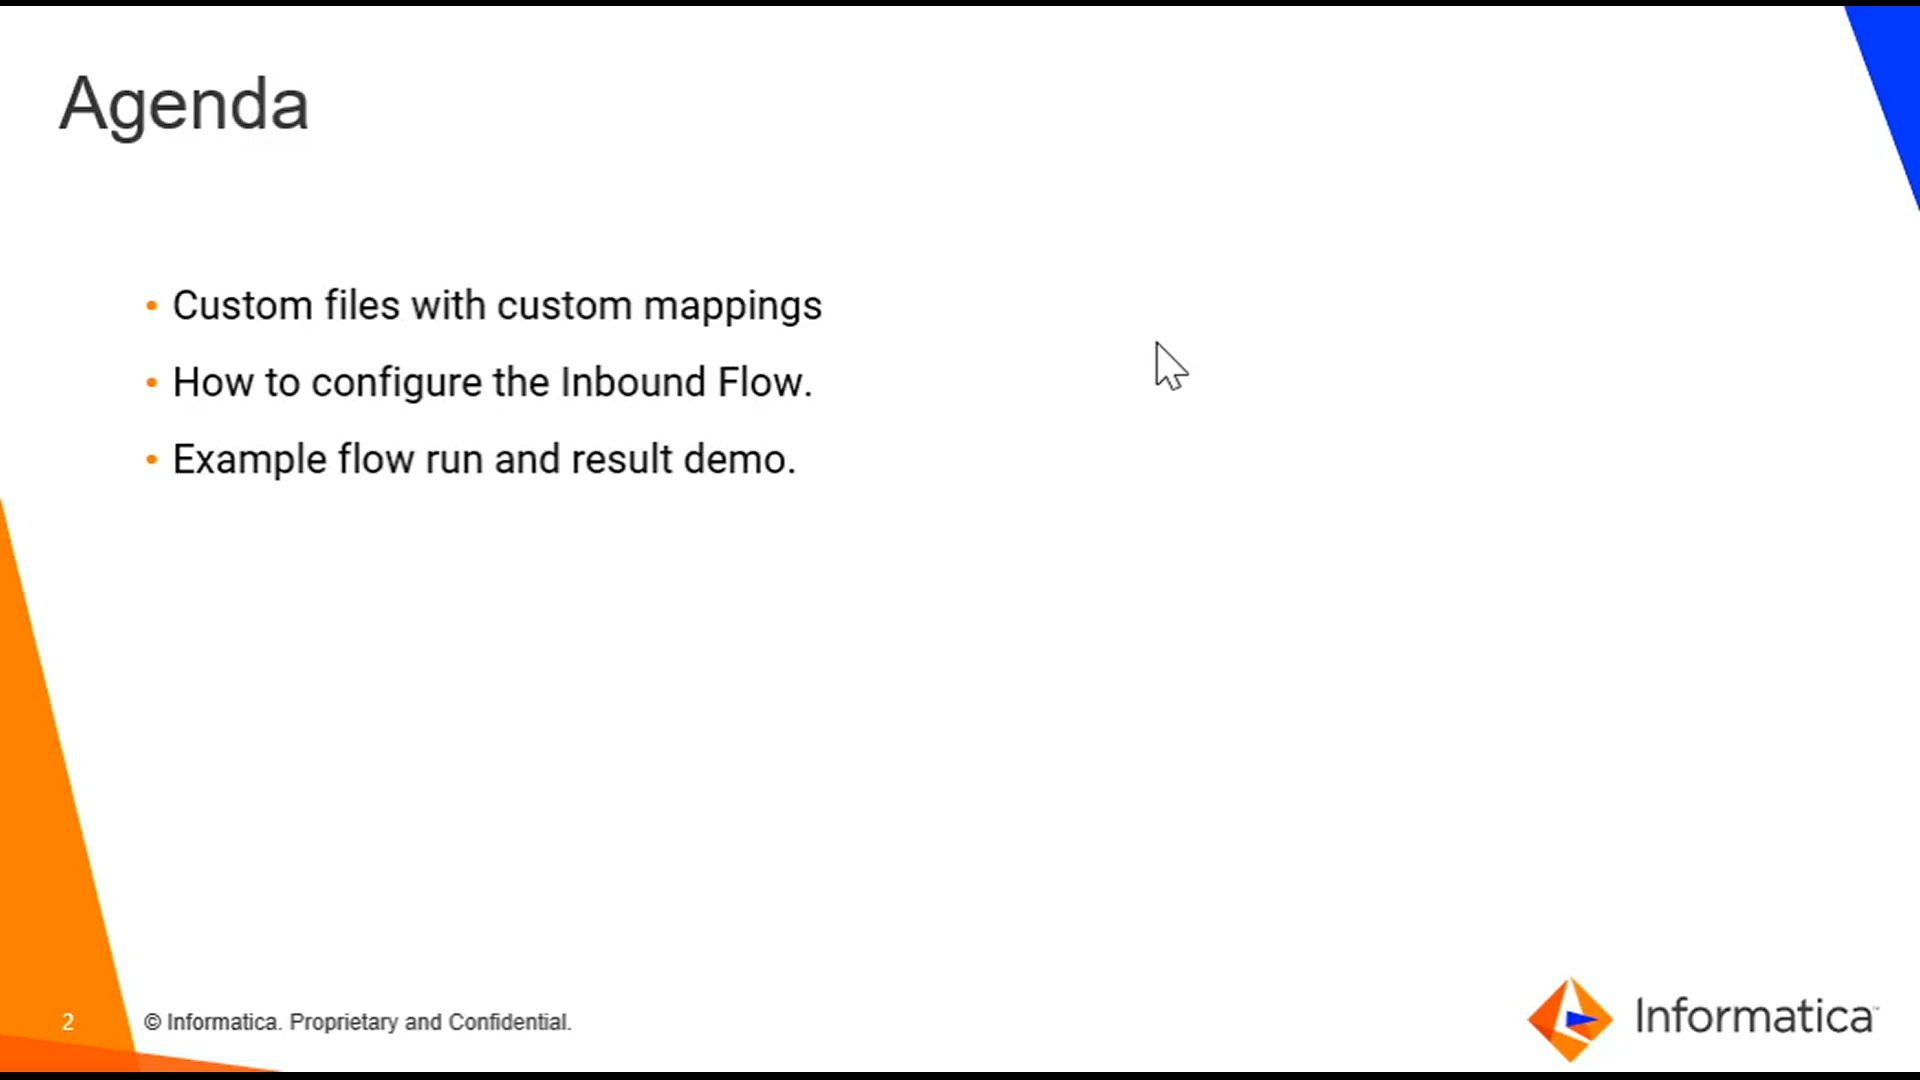 Agenda
• Custom files with custom mappings
• How to configure the Inbound Flow.
• Example flow run and result demo.
2
© Informatica. Proprietary and Confidential.
Informatica™